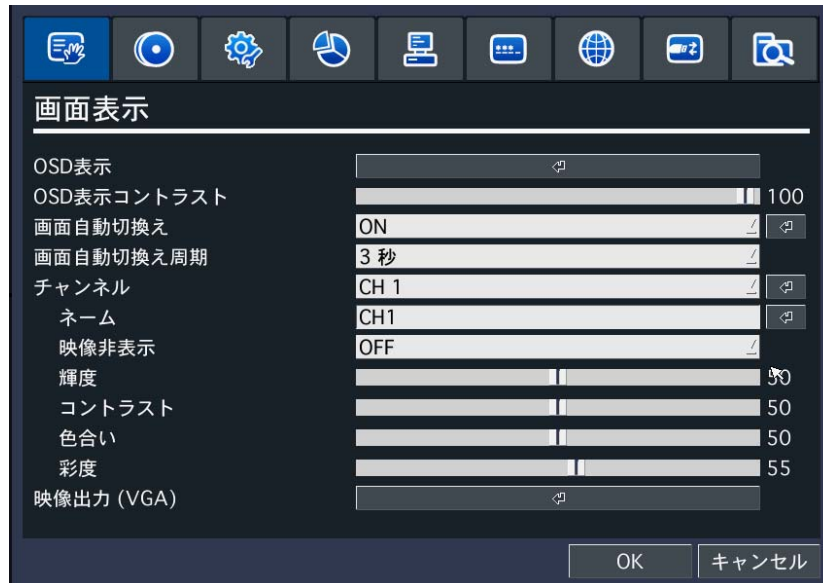 画面表示
OSD表示
OSD表示コントラスト 100
画面自動切換え ON
画面自動切換え周期 3 秒
チャンネル CH 1
ネーム CH1
映像非表示 OFF
輝度 50
コントラスト 50
色合い 50
彩度 55
映像出力 (VGA)
OK キャンセル